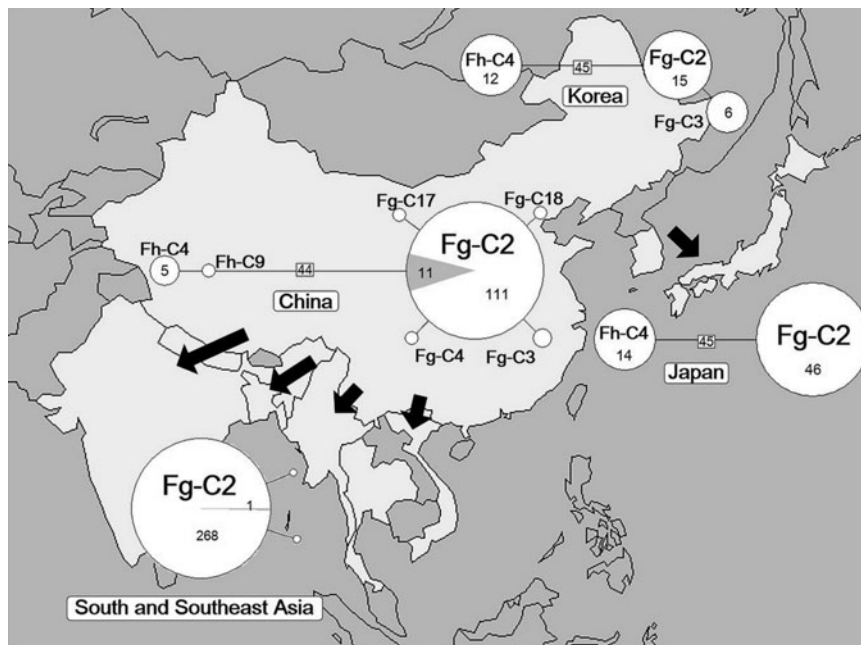 Fh-C4
12
45
Fg-C2
15
Korea
Fg-C3
6
Fg-C17
Fg-C18
Fg-C2
Fh-C4
5
Fh-C9
44
11
111
China
Fg-C4
Fg-C3
Fh-C4
14
45
Fg-C2
46
Japan
Fg-C2
1
268
South and Southeast Asia